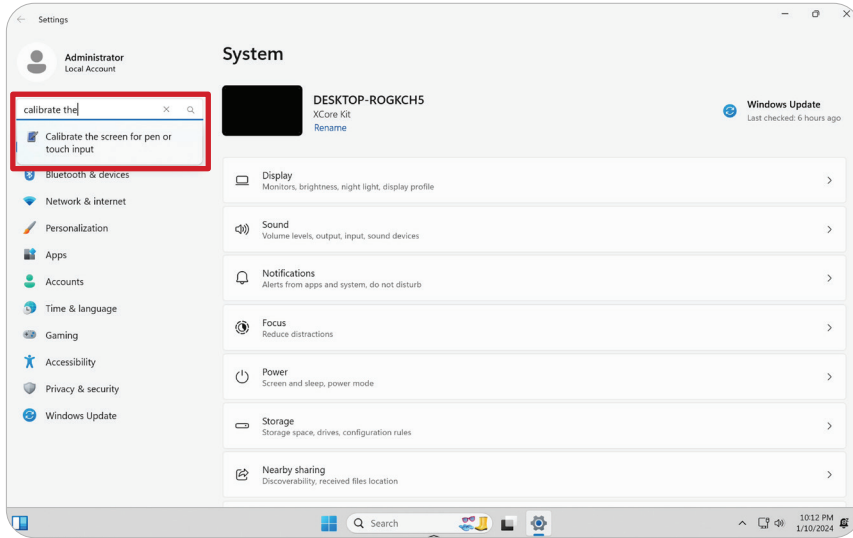 Settings
Administrator
Local Account
calibrate the
Calibrate the screen for pen or
touch input
Bluetooth & devices
Network & internet
Personalization
Apps
Accounts
Time & language
Gaming
Accessibility
Privacy & security
Windows Update
System
DESKTOP-ROGKCH5
XCore Kit
Rename
Windows Update
Last checked: 6 hours ago
Display
Monitors, brightness, night light, display profile
Sound
Volume levels, output, input, sound devices
Notifications
Alerts from apps and system, do not disturb
Focus
Reduce distractions
Power
Screen and sleep, power mode
Storage
Storage space, drives, configuration rules
Nearby sharing
Discoverability, received files location
Search
10:12 PM
1/10/2024